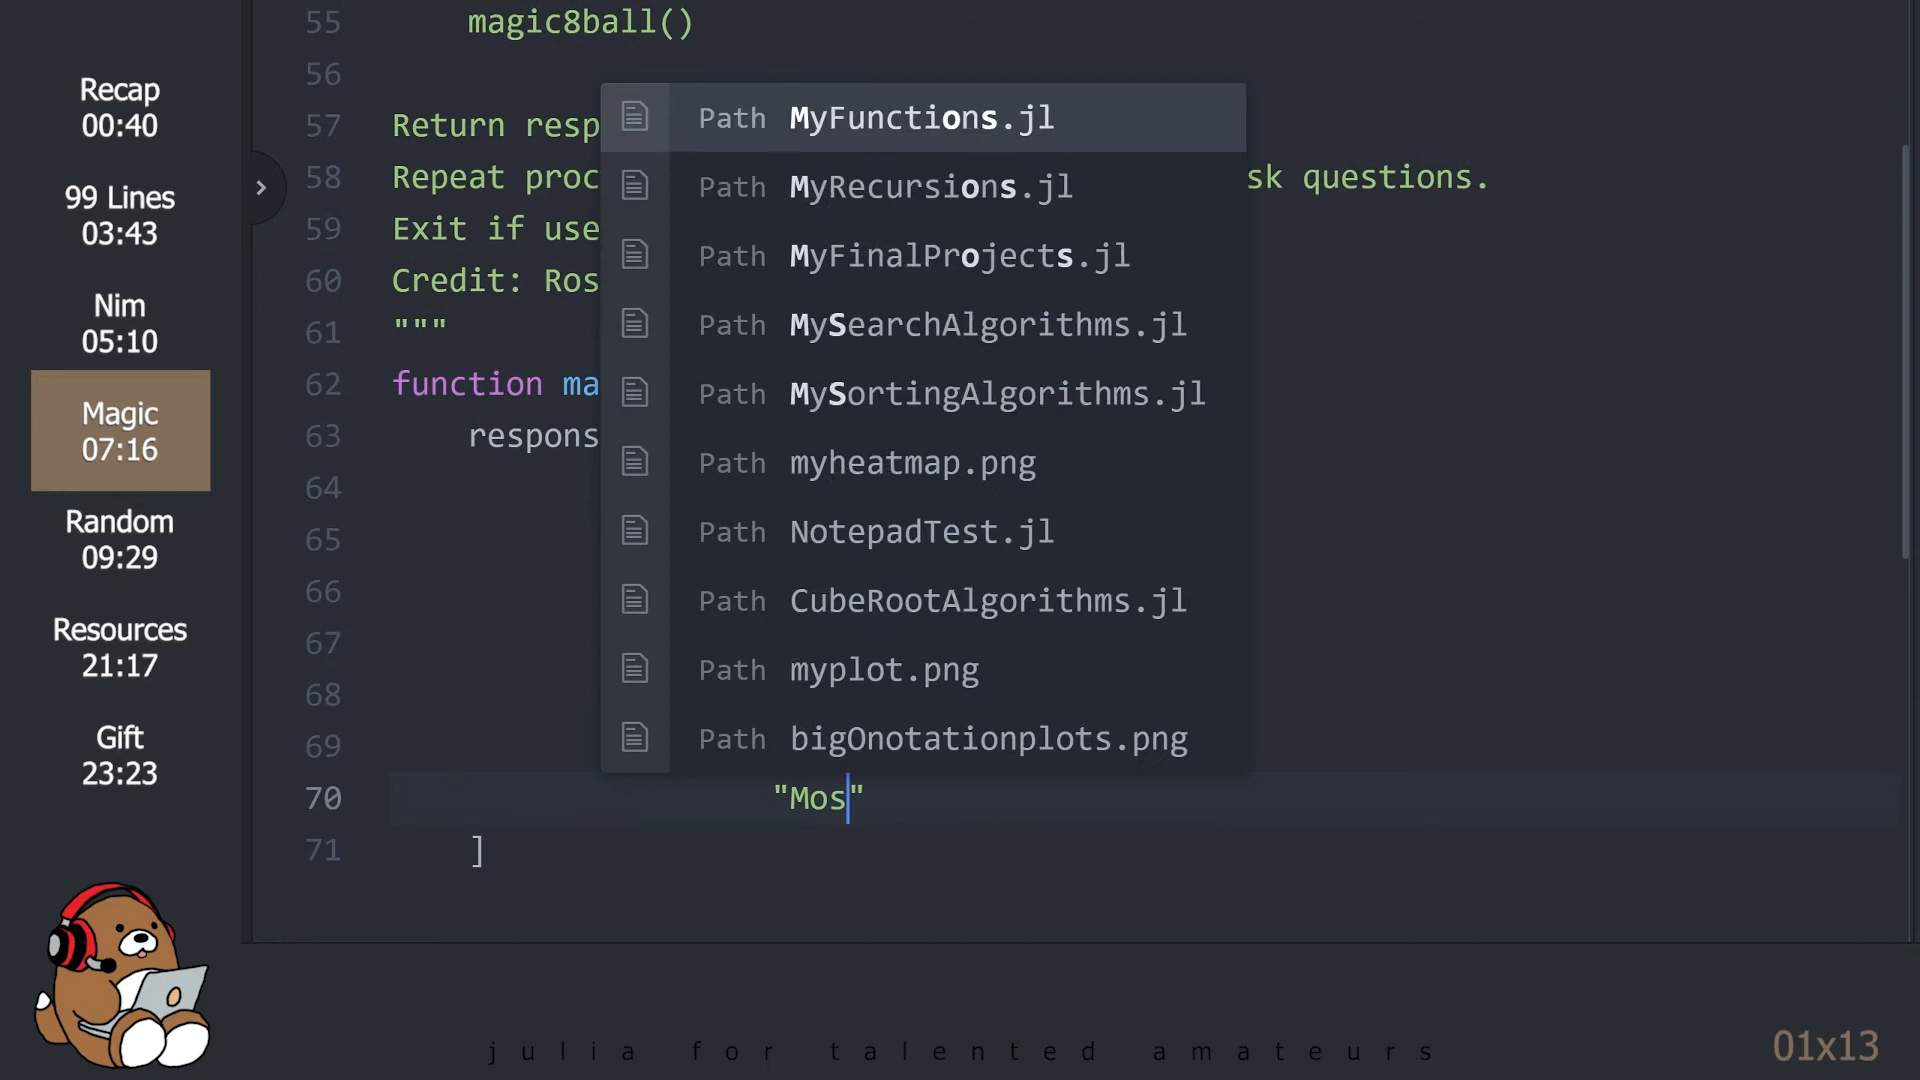 Recap
00:40
99 Lines
03:43
Nim
05:10
Magic
07:16
Random
09:29
Resources
21:17
Gift
23:23
55 magic8ball()
56
57 Return resp
58 Repeat proc sk questions.
59 Exit if use
60 Credit: Ros
61 """
62 function ma
63 respons
64
65
66
67
68
69
70 "Mos"
71 ]
Path MyFunctions.jl
Path MyRecursions.jl
Path MyFinalProjects.jl
Path MySearchAlgorithms.jl
Path MySortingAlgorithms.jl
Path myheatmap.png
Path NotepadTest.jl
Path CubeRootAlgorithms.jl
Path myplot.png
Path bigOnotationplots.png
julia for talented amateurs
01x13